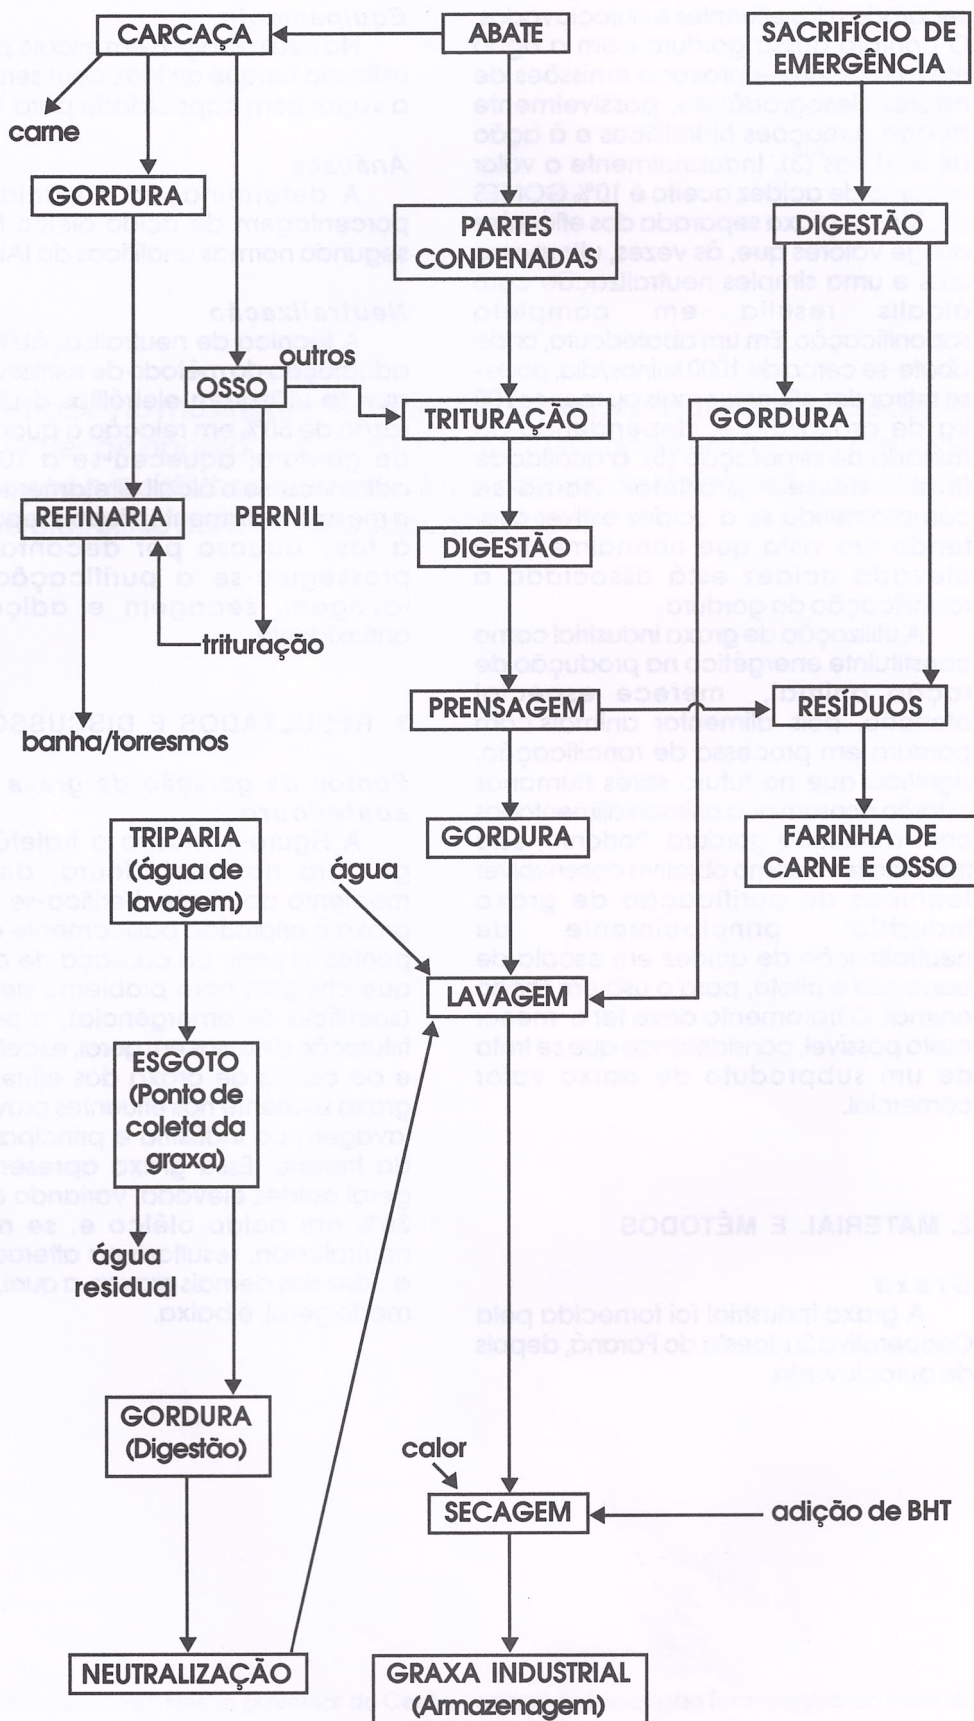 CARCAÇA
ABATE
SACRIFÍCIO DE
EMERGÊNCIA
carne
GORDURA
PARTES
CONDENADAS
DIGESTÃO
outros
OSSO
TRITURAÇÃO
GORDURA
REFINARIA
PERNIL
DIGESTÃO
trituração
PRENSAGEM
RESÍDUOS
banha/torresmos
TRIPARIA
(água de
lavagem)
água
GORDURA
FARINHA DE
CARNE E OSSO
LAVAGEM
ESGOTO
(Ponto de
coleta da
graxa)
água
residual
GORDURA
(Digestão)
calor
SECAGEM
adição de BHT
NEUTRALIZAÇÃO
GRAXA INDUSTRIAL
(Armazenagem)